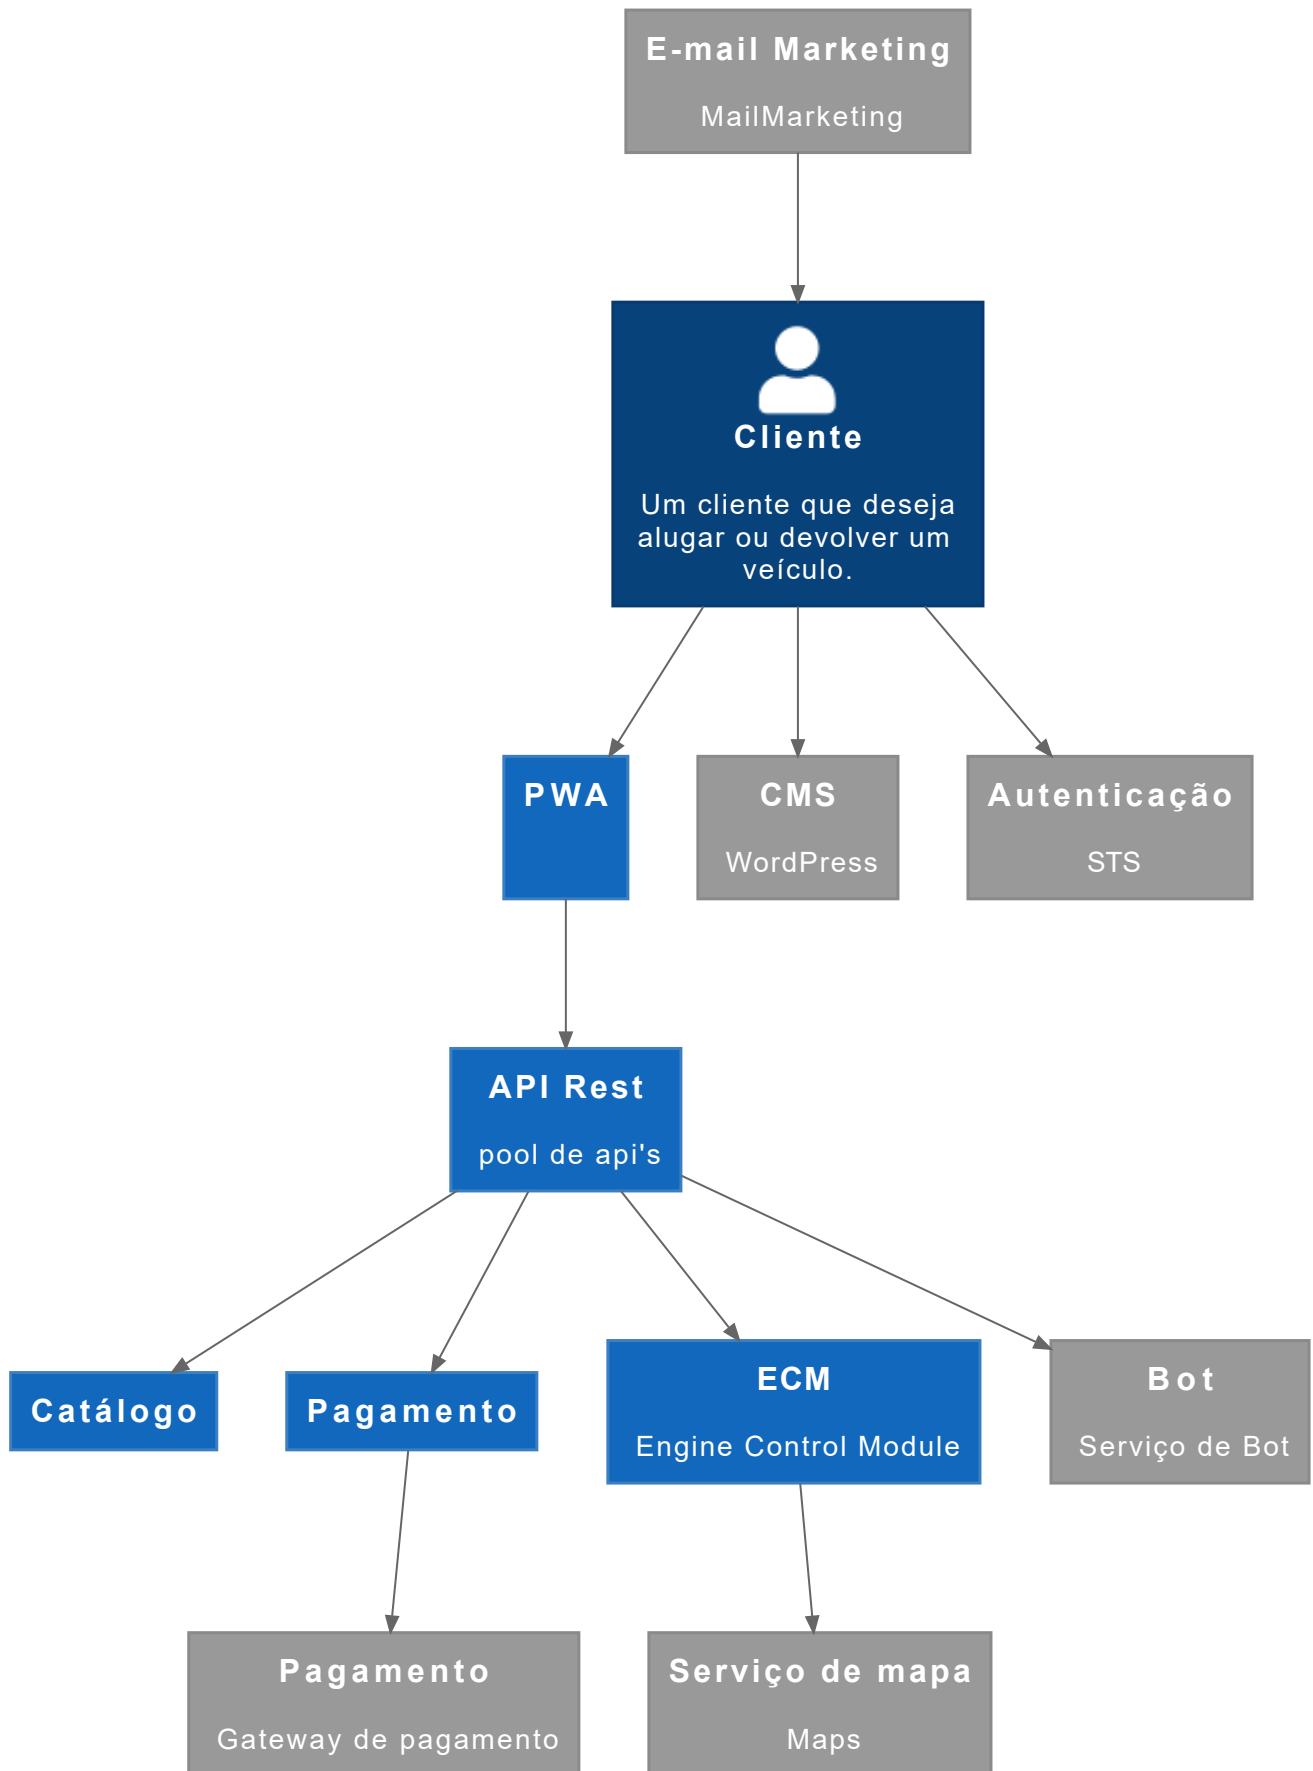 E-mail Marketing
MailMarketing
Cliente
Um cliente que deseja
alugar ou devolver um
veículo.
PWA
CMS
WordPress
Autenticação
STS
API Rest
pool de api's
Catálogo
Pagamento
ECM
Engine Control Module
Bot
Serviço de Bot
Pagamento
Gateway de pagamento
Serviço de mapa
Maps